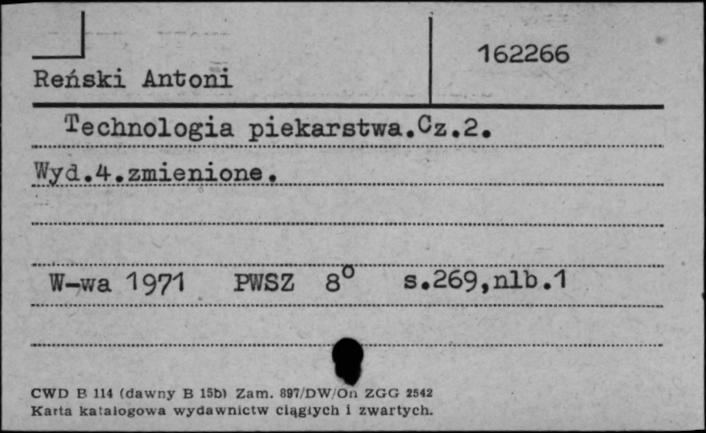 162266
Reński Antoni
Technologia piekarstwa.Cz.2.
Wyd.4.zmienione.
W-wa 1971 PWSZ 8° s.269,nlb.1
CWD B 114 (dawny B 15b) Zam. 897/DW/On ZGG 2542
Karta katalogowa wydawnictw ciągłych i zwartych.